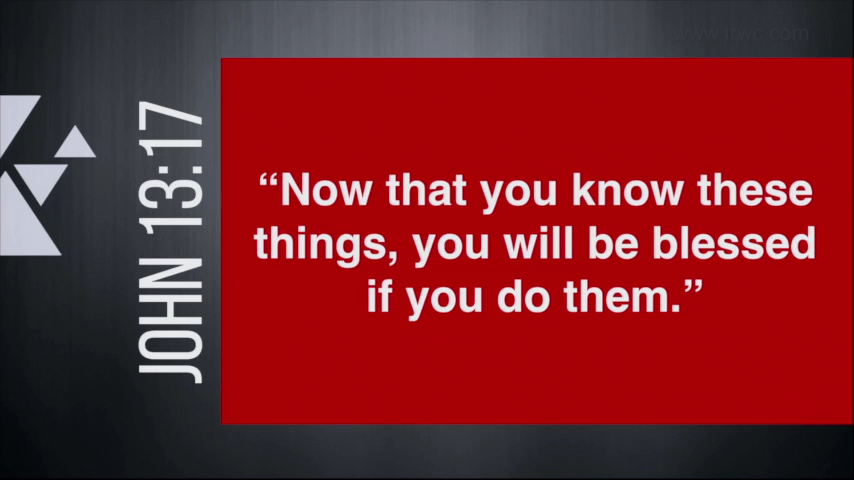 JOHN 13:17
“Now that you know these
things, you will be blessed
if you do them.”